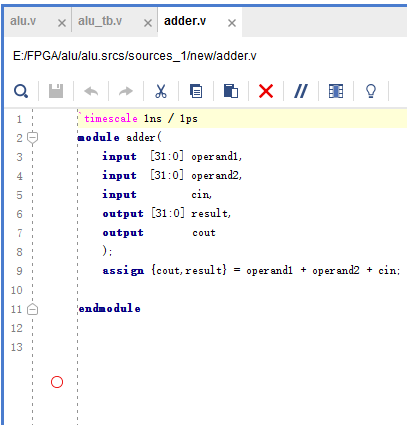 alu.v × alu_tb.v × adder.v ×
E:/FPGA/alu/alu.srcs/sources_1/new/adder.v
1 `timescale 1ns / 1ps
2 module adder(
3 input [31:0] operand1,
4 input [31:0] operand2,
5 input cin,
6 output [31:0] result,
7 output cout
8 );
9 assign {cout,result} = operand1 + operand2 + cin;
10
11 endmodule
12
13